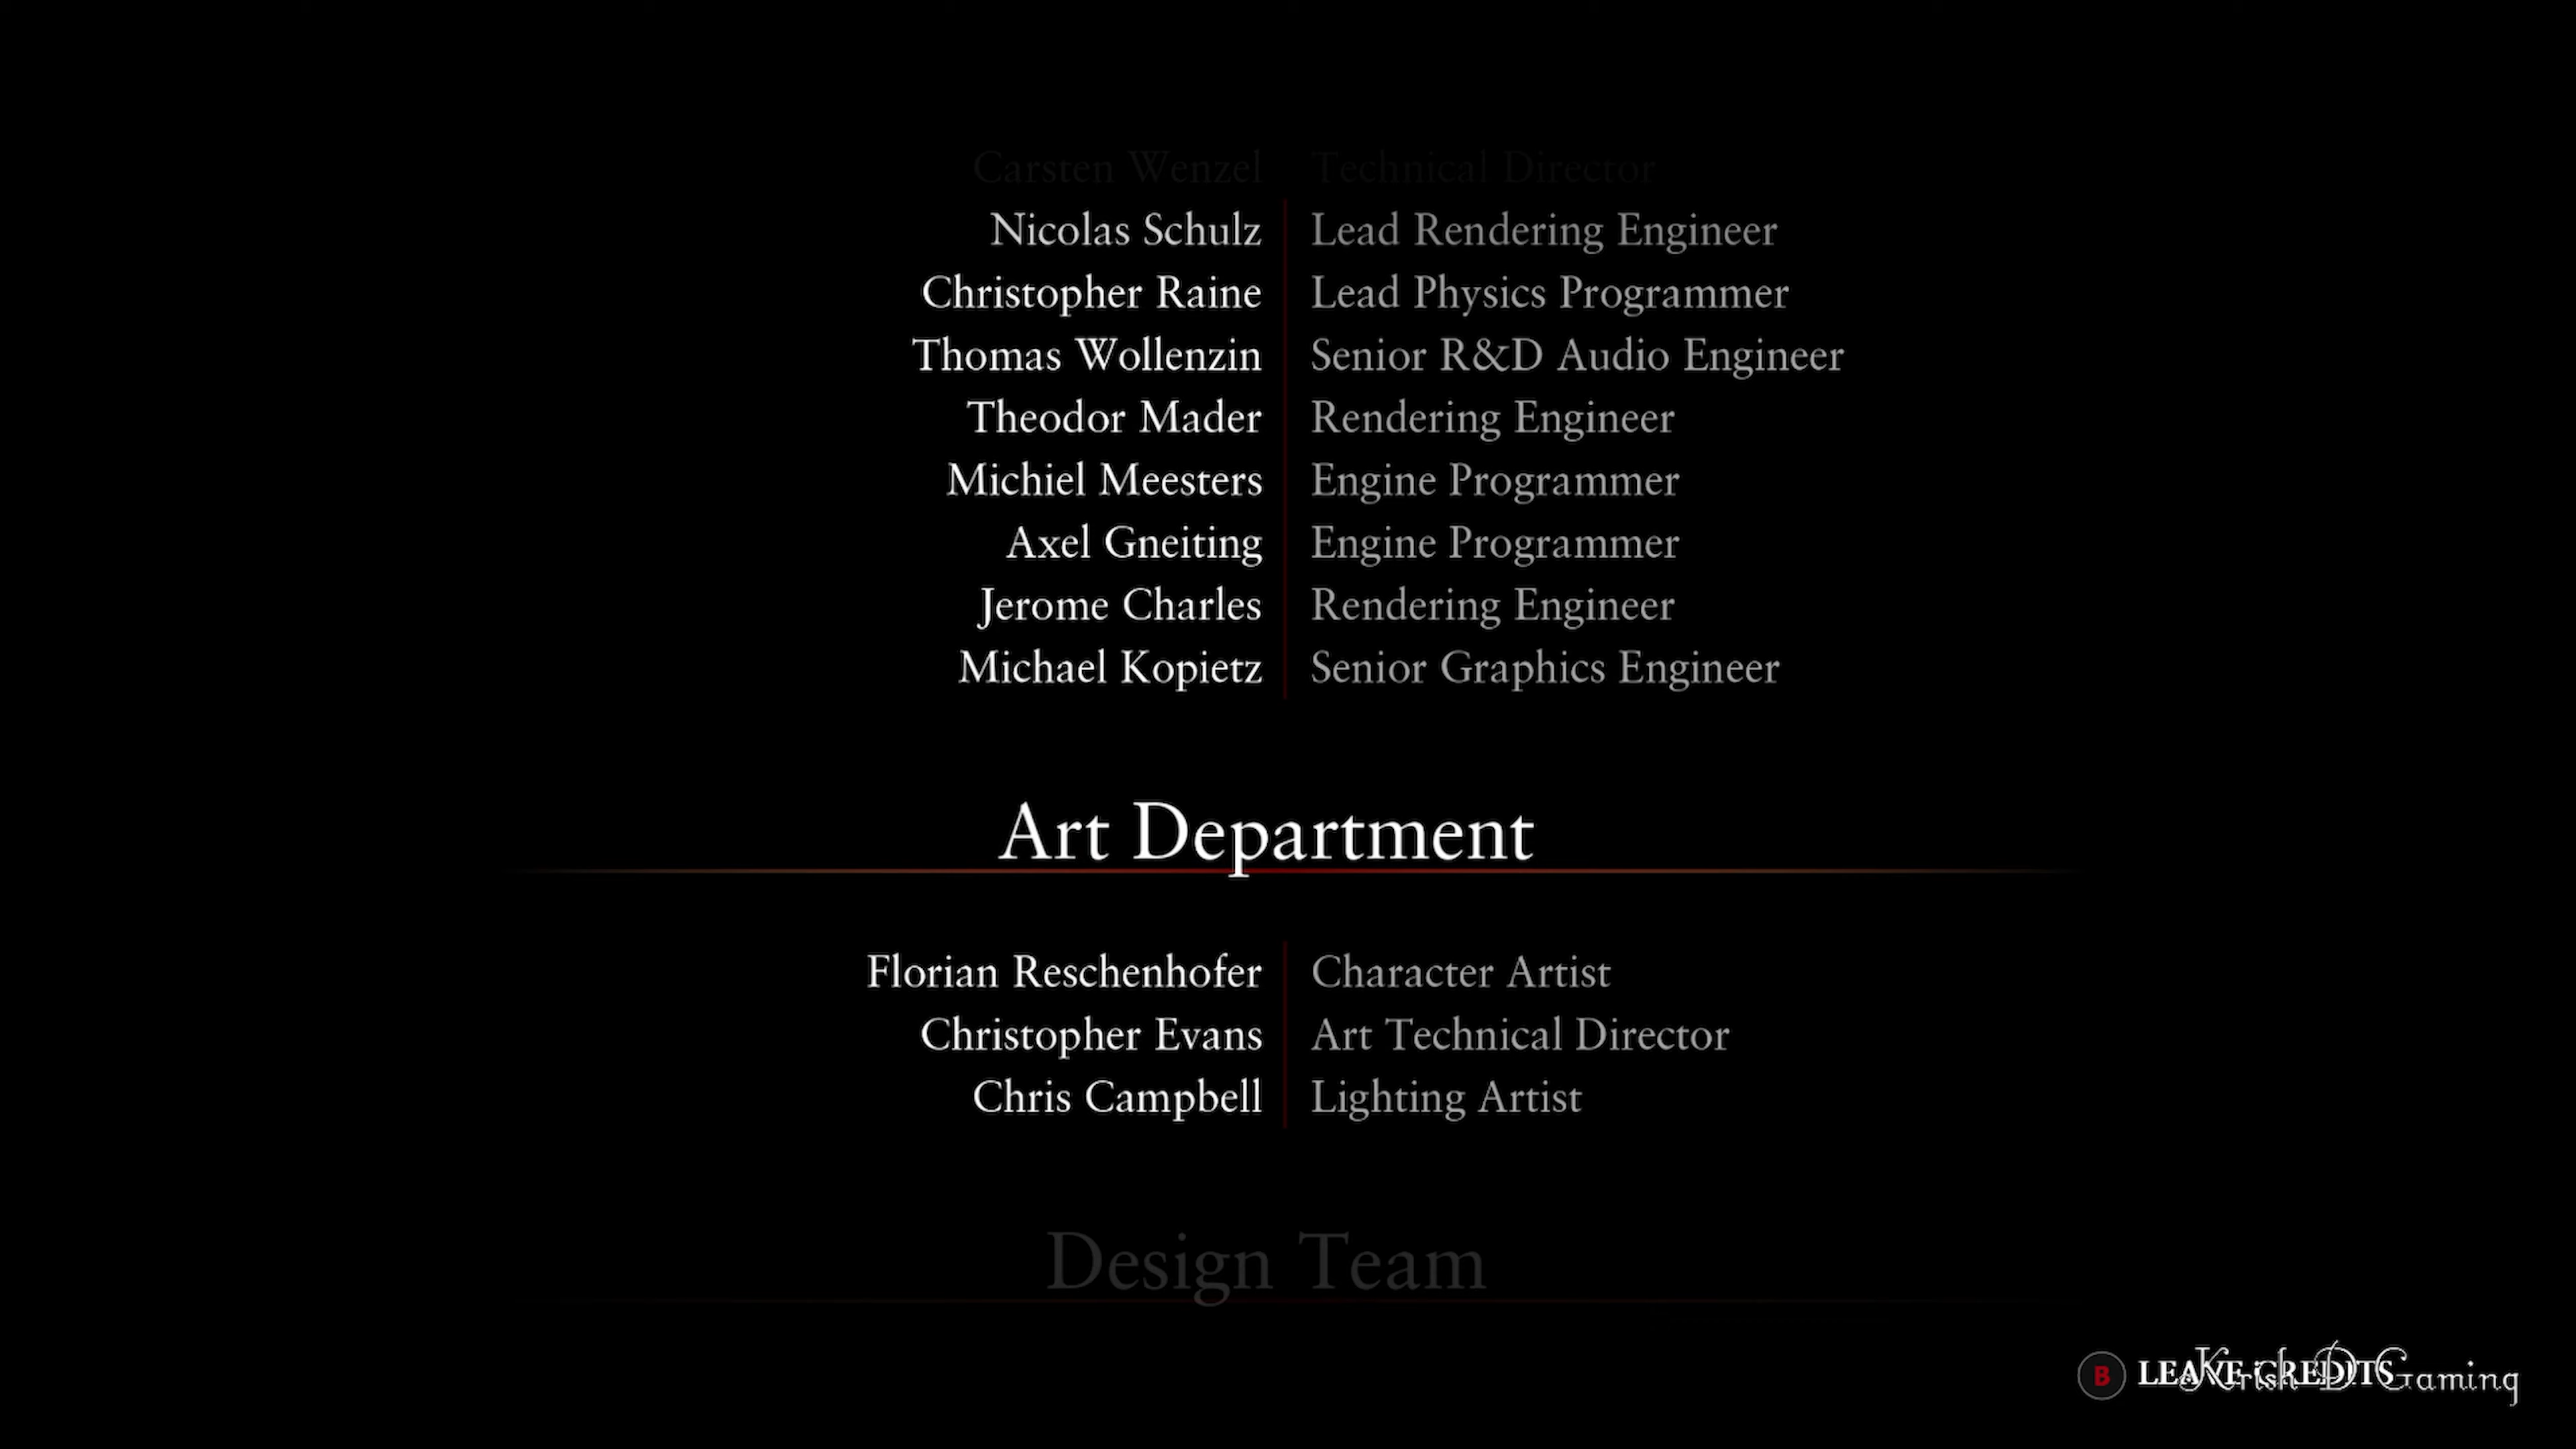 Carsten Wenzel Technical Director
Nicolas Schulz Lead Rendering Engineer
Christopher Raine Lead Physics Programmer
Thomas Wollenzin Senior R&D Audio Engineer
Theodor Mader Rendering Engineer
Michiel Meesters Engine Programmer
Axel Gneiting Engine Programmer
Jerome Charles Rendering Engineer
Michael Kopietz Senior Graphics Engineer
Art Department
Florian Reschenhofer Character Artist
Christopher Evans Art Technical Director
Chris Campbell Lighting Artist
Design Team
B LEAVE CREDITS
Krish D Gaming